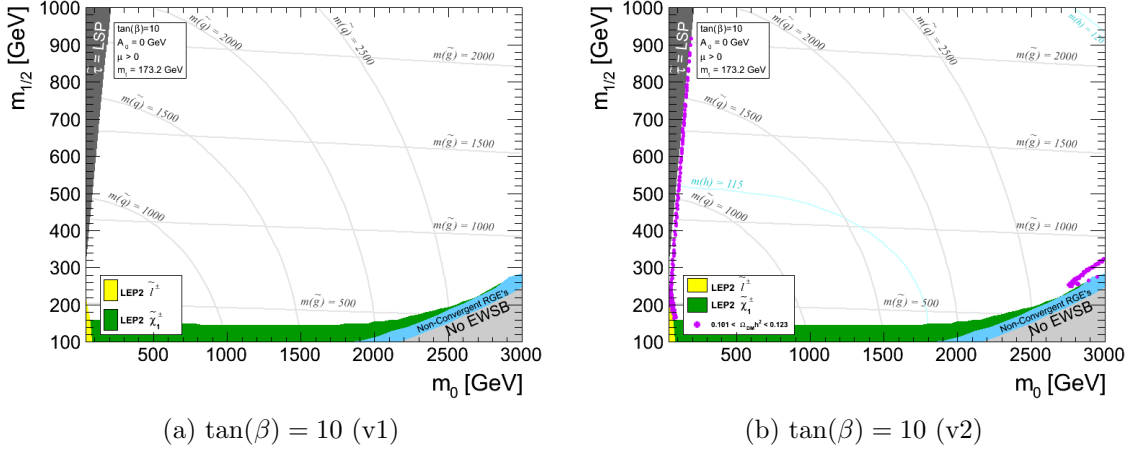 m1/2 [GeV]
1000
900
800
700
600
500
400
300
200
100
τ̃ = LSP
tan(β)=10
A0 = 0 GeV
μ > 0
mt = 173.2 GeV
m(q̃) = 2000
m(q̃) = 2500
m(g̃) = 2000
m(q̃) = 1500
m(g̃) = 1500
m(q̃) = 1000
m(g̃) = 1000
m(g̃) = 500
LEP2 l̃±
LEP2 χ̃1±
Non-Convergent RGE's
No EWSB
500 1000 1500 2000 2500 3000
m0 [GeV]
(a) tan(β) = 10 (v1)
m1/2 [GeV]
1000
900
800
700
600
500
400
300
200
100
τ̃ = LSP
tan(β)=10
A0 = 0 GeV
μ > 0
mt = 173.2 GeV
m(q̃) = 2000
m(q̃) = 2500
m(g̃) = 2000
m(q̃) = 1500
m(g̃) = 1500
m(h) = 115
m(q̃) = 1000
m(g̃) = 1000
m(g̃) = 500
LEP2 l̃±
LEP2 χ̃1±
0.101 < ΩDMh² < 0.123
Non-Convergent RGE's
No EWSB
500 1000 1500 2000 2500 3000
m0 [GeV]
(b) tan(β) = 10 (v2)